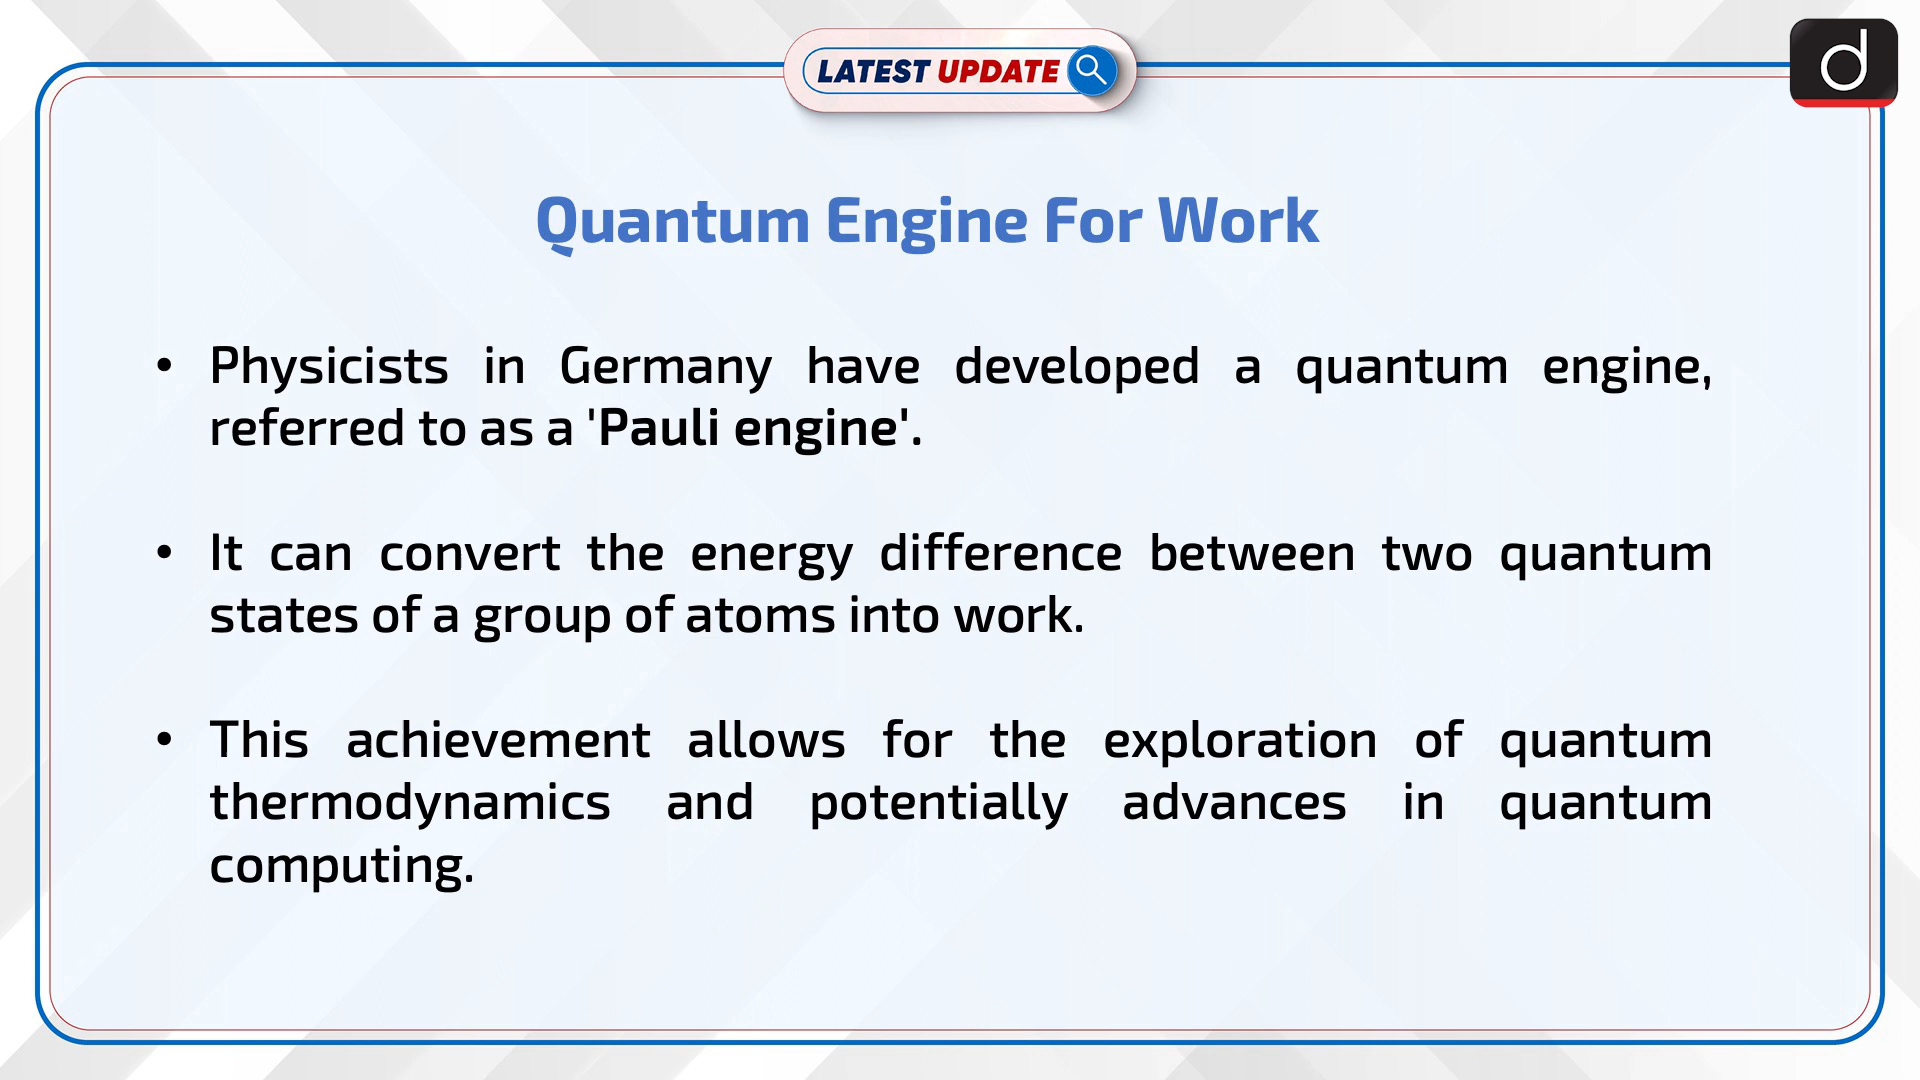 LATEST UPDATE
d
Quantum Engine For Work
• Physicists in Germany have developed a quantum engine,
referred to as a 'Pauli engine'.
• It can convert the energy difference between two quantum
states of a group of atoms into work.
• This achievement allows for the exploration of quantum
thermodynamics and potentially advances in quantum
computing.